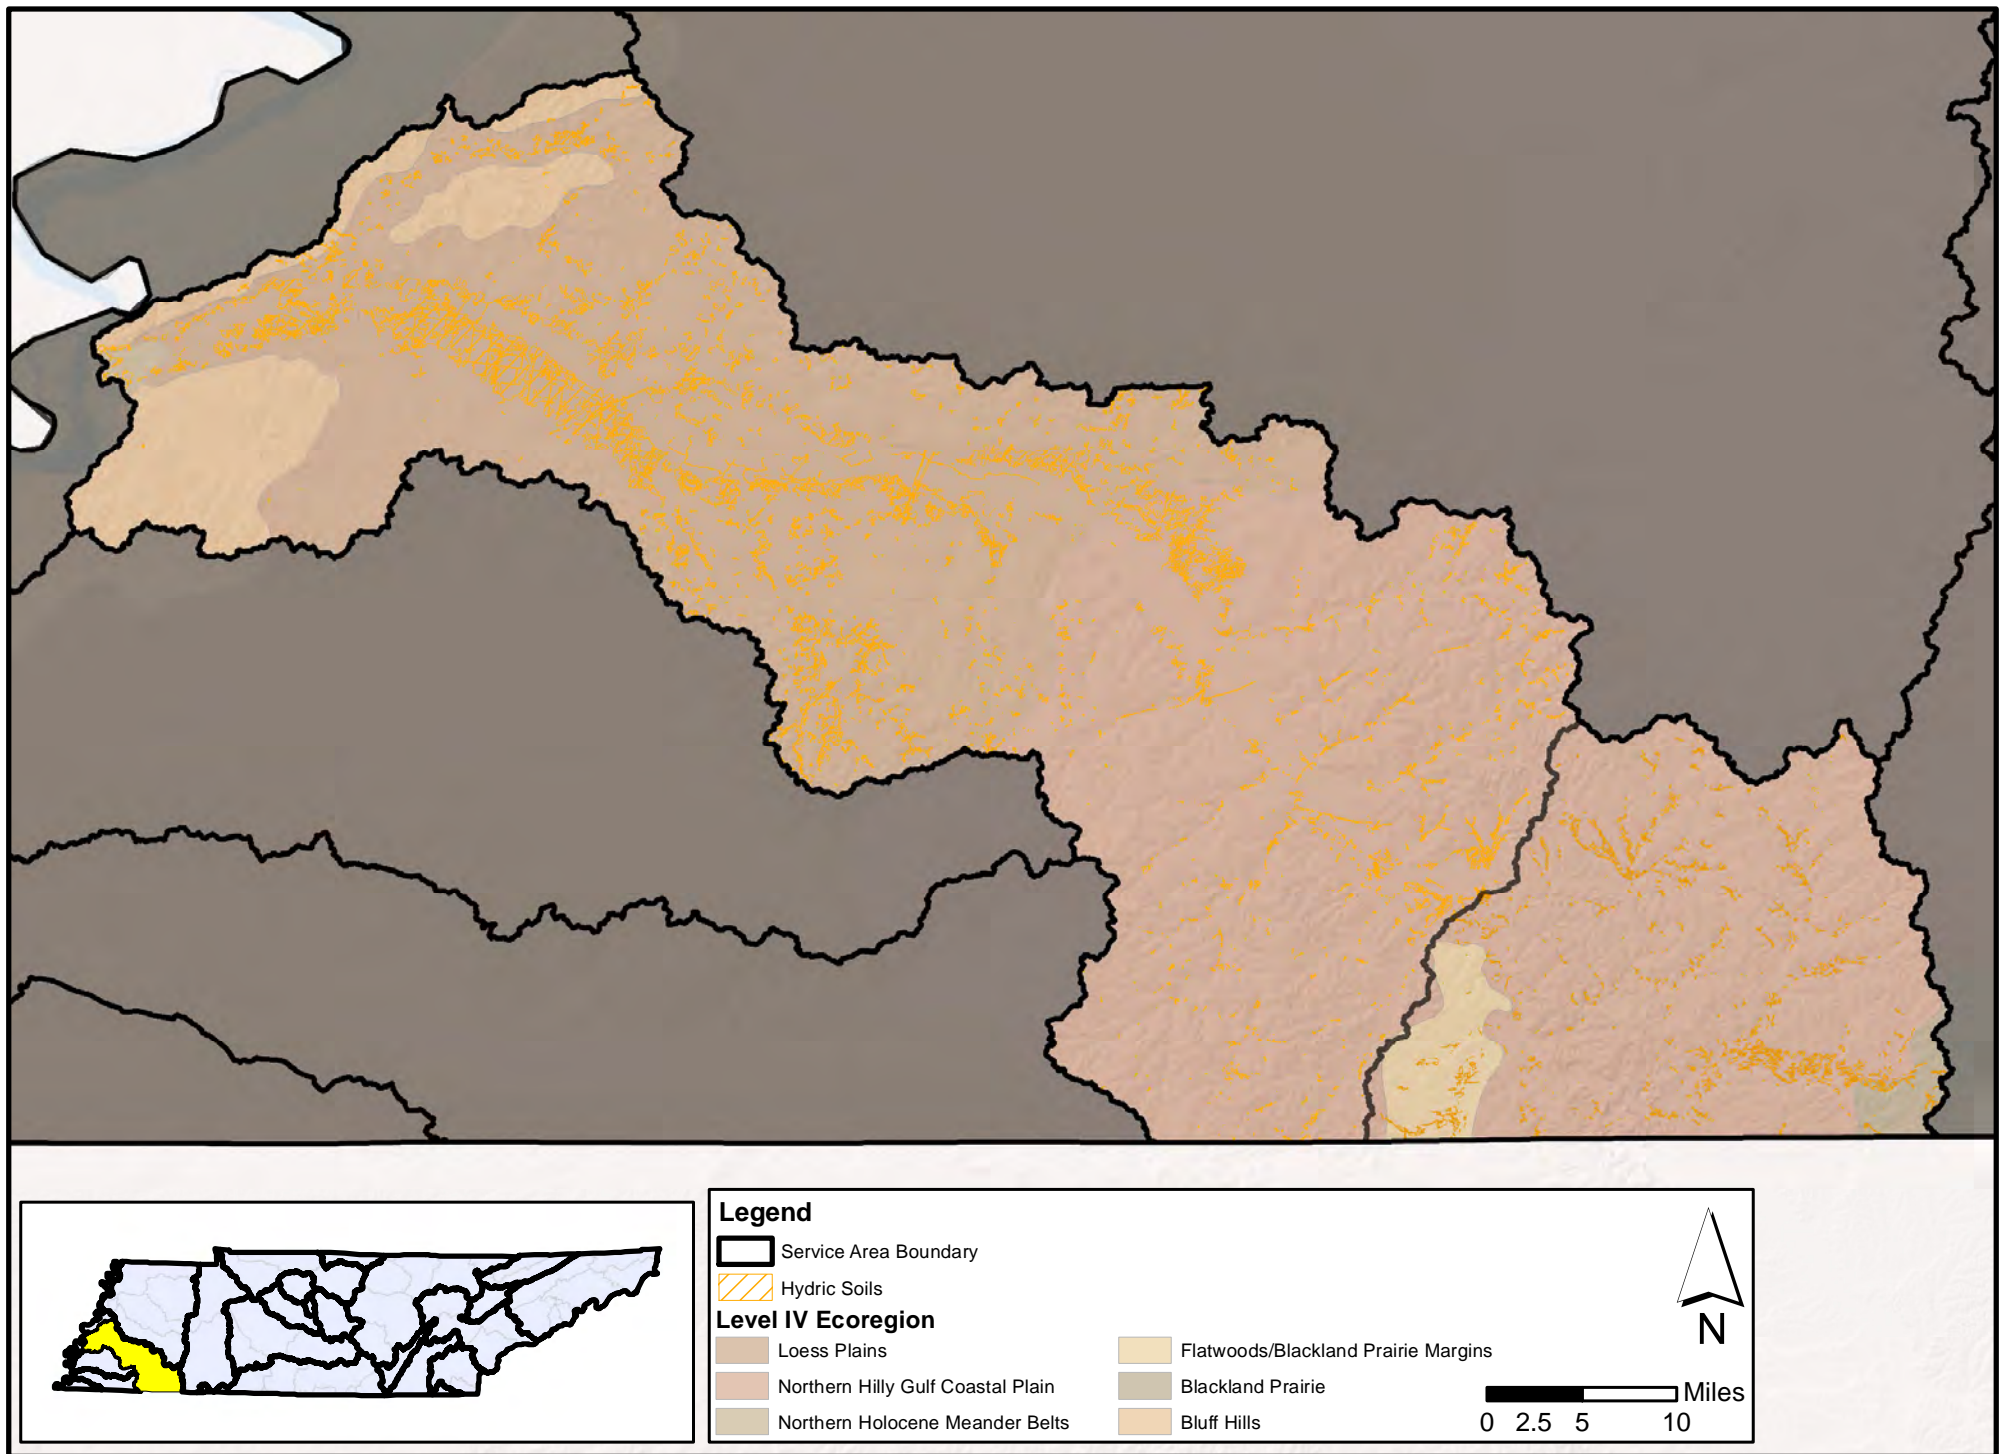 Legend
Service Area Boundary
Hydric Soils
Level IV Ecoregion
Loess Plains
Northern Hilly Gulf Coastal Plain
Northern Holocene Meander Belts
Flatwoods/Blackland Prairie Margins
Blackland Prairie
Bluff Hills
N
Miles
0 2.5 5 10